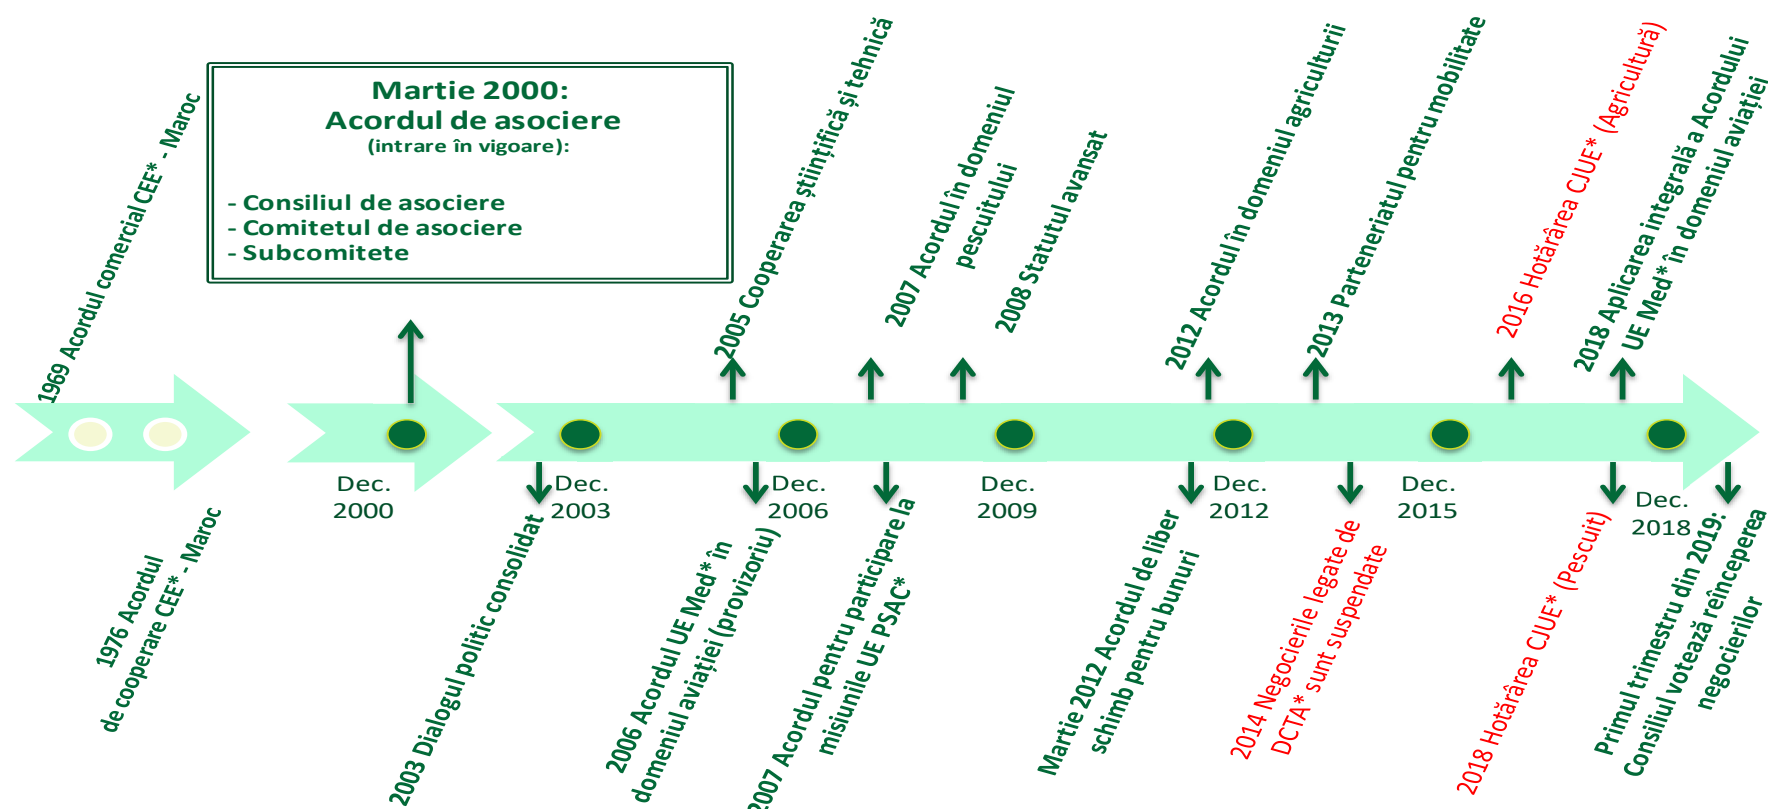 1969 Acordul comercial CEE* - Maroc
Martie 2000:
Acordul de asociere
(intrare în vigoare):
- Consiliul de asociere
- Comitetul de asociere
- Subcomitete
2005 Cooperarea științifică și tehnică
2007 Acordul în domeniul
pescuitului
2008 Statutul avansat
2012 Acordul în domeniul agriculturii
2013 Parteneriatul pentru mobilitate
2016 Hotărârea CJUE* (Agricultură)
2018 Aplicarea integrală a Acordului
UE Med* în domeniul aviației
Dec.
2000
Dec.
2003
Dec.
2006
Dec.
2009
Dec.
2012
Dec.
2015
Dec.
2018
1976 Acordul
de cooperare CEE* - Maroc
2003 Dialogul politic consolidat
2006 Acordul UE Med* în
domeniul aviației (provizoriu)
2007 Acordul pentru participare la
misiunile UE PSAC*
Martie 2012 Acordul de liber
schimb pentru bunuri
2014 Negocierile legate de
DCTA* sunt suspendate
2018 Hotărârea CJUE* (Pescuit)
Primul trimestru din 2019:
Consiliul votează reînceperea
negocierilor